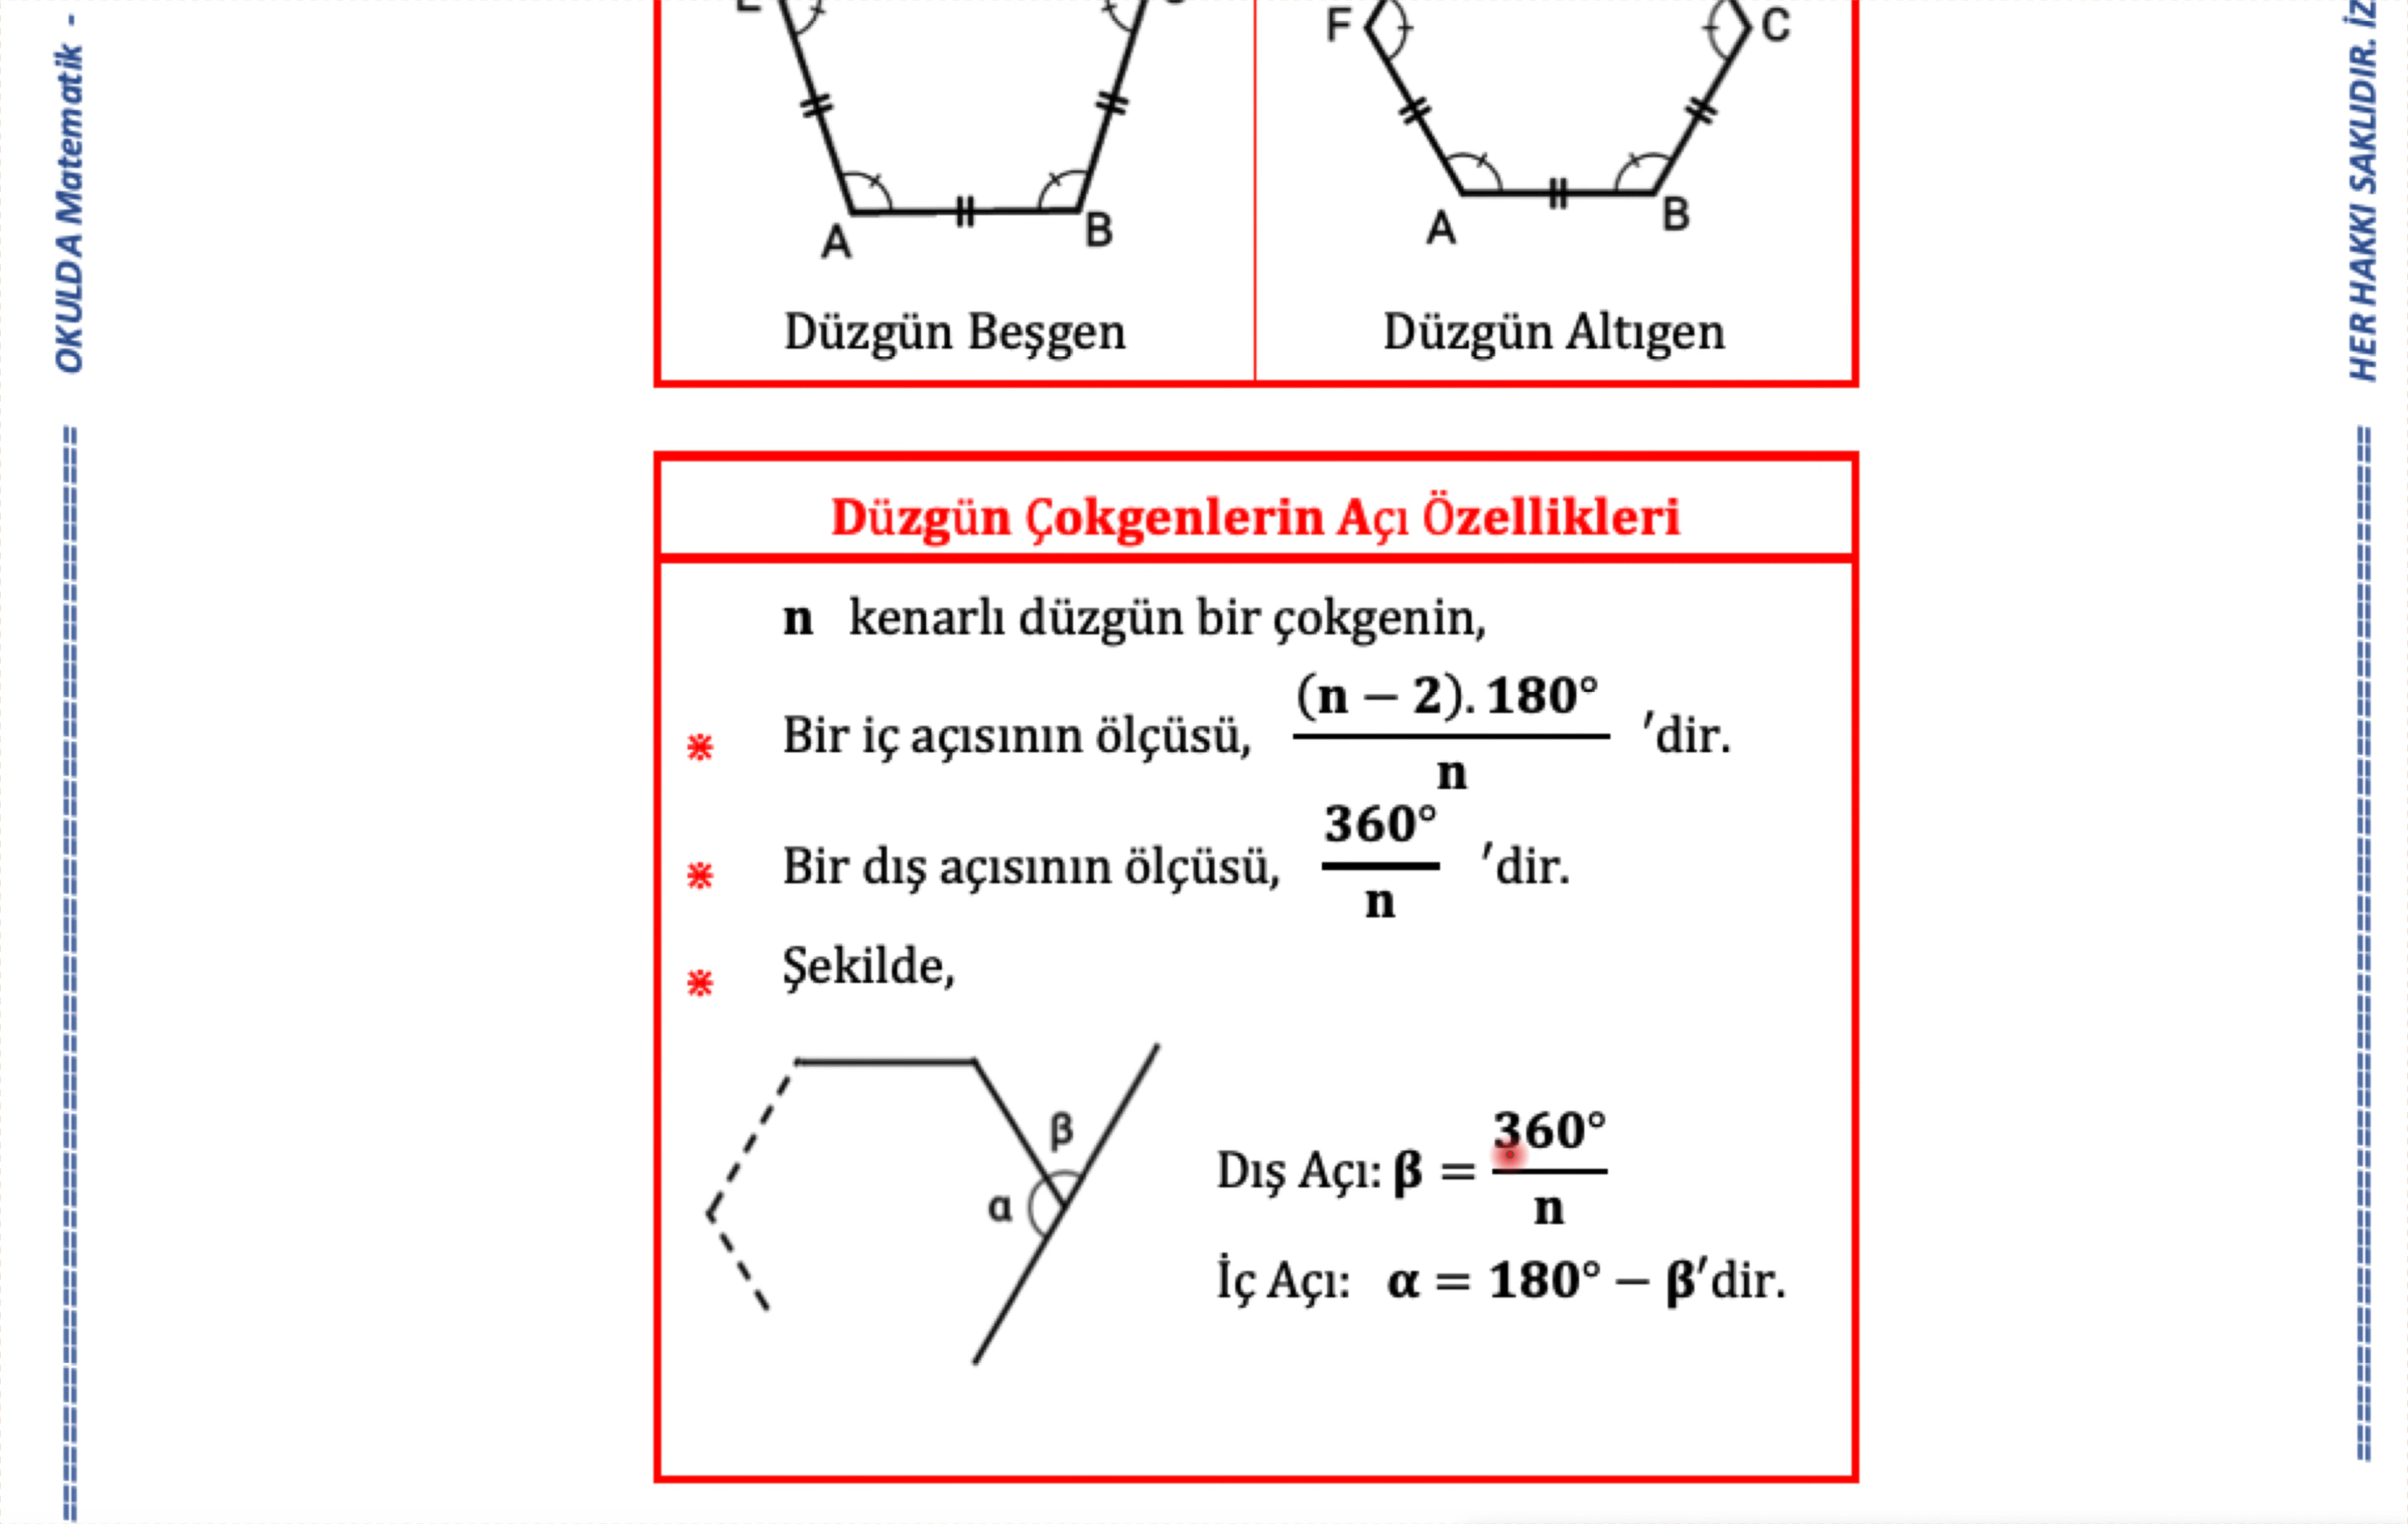 OKULDA Matematik -
HER HAKKI SAKLIDIR. İZ
F
C
A
B
A
B
Düzgün Beşgen
Düzgün Altıgen
Düzgün Çokgenlerin Açı Özellikleri
n kenarlı düzgün bir çokgenin,
※ Bir iç açısının ölçüsü, (n − 2). 180° / n 'dir.
※ Bir dış açısının ölçüsü, 360° / n 'dir.
※ Şekilde,
β
α
Dış Açı: β = 360° / n
İç Açı: α = 180° − β'dir.